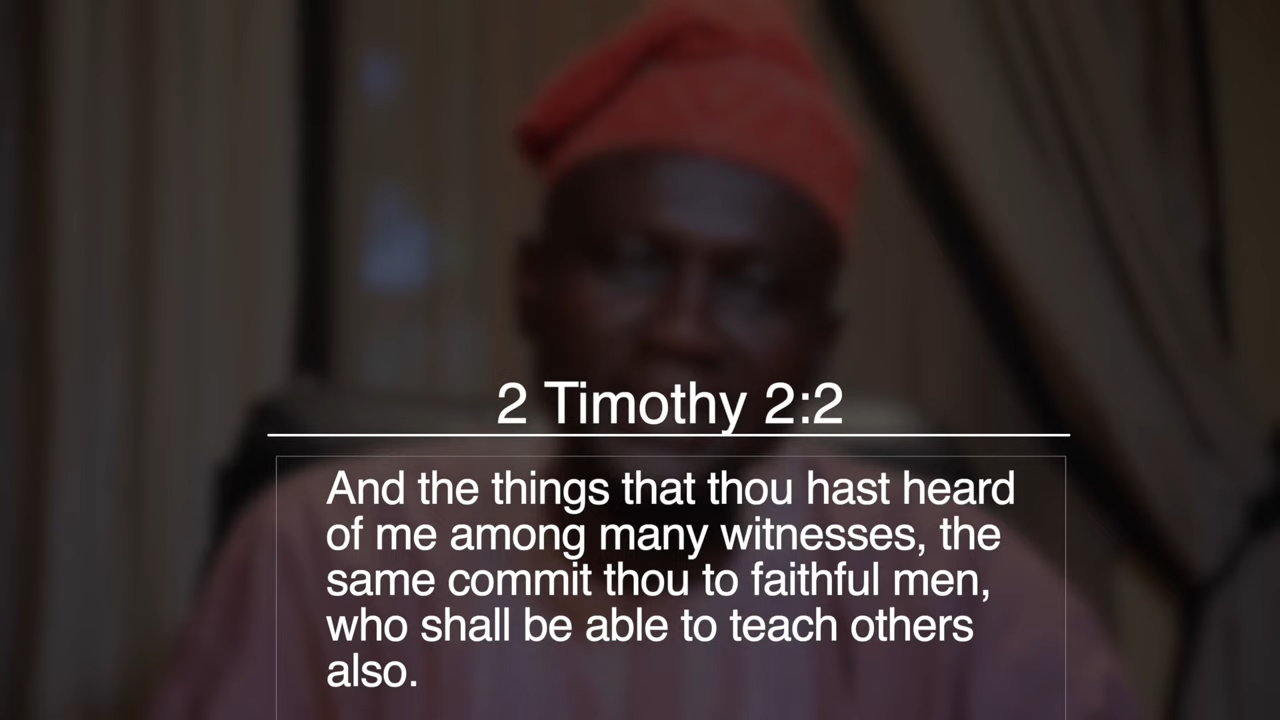 2 Timothy 2:2
And the things that thou hast heard
of me among many witnesses, the
same commit thou to faithful men,
who shall be able to teach others
also.